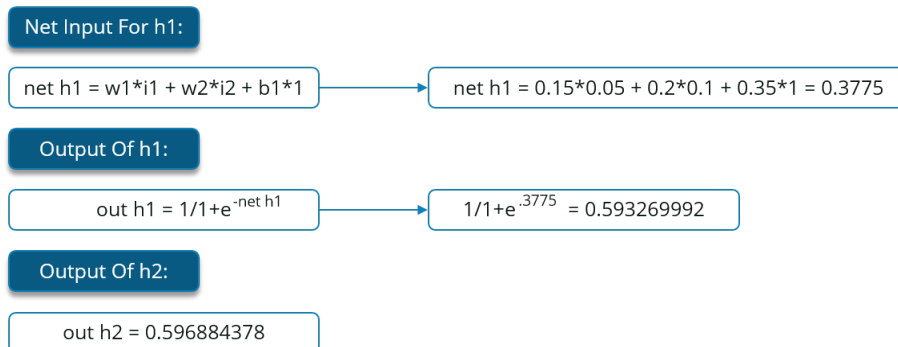 Net Input For h1:
net h1 = w1*i1 + w2*i2 + b1*1
net h1 = 0.15*0.05 + 0.2*0.1 + 0.35*1 = 0.3775
Output Of h1:
out h1 = 1/1+e^-net h1
1/1+e^.3775 = 0.593269992
Output Of h2:
out h2 = 0.596884378